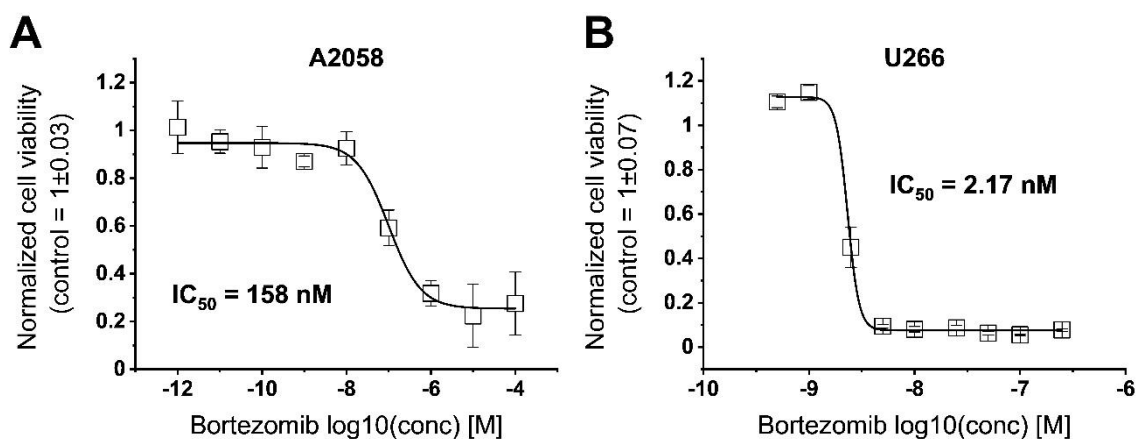 A
A2058
Normalized cell viability
(control = 1±0.03)
1.2
1
0.8
0.6
0.4
0.2
0
IC50 = 158 nM
-12
-10
-8
-6
-4
Bortezomib log10(conc) [M]
B
U266
Normalized cell viability
(control = 1±0.07)
1.2
1
0.8
0.6
0.4
0.2
0
IC50 = 2.17 nM
-10
-9
-8
-7
-6
Bortezomib log10(conc) [M]